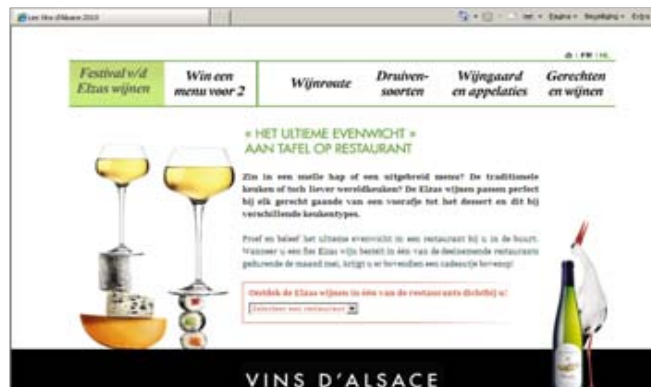 Les Vins d'Alsace 2010
Pagina Beveiliging Extra
FR NL
Festival v/d Elzas wijnen
Win een menu voor 2
Wijnroute
Druiven-soorten
Wijngaard en appelaties
Gerechten en wijnen
« HET ULTIEME EVENWICHT »
AAN TAFEL OP RESTAURANT
Zin in een snelle hap of een uitgebreid menu? De traditionele
keuken of toch liever wereldkeuken? De Elzas wijnen passen perfect
bij elk gerecht gaande van een voorafje tot het dessert en dit bij
verschillende keukentypes.
Proef en beleef het ultieme evenwicht in een restaurant bij u in de buurt.
Wanneer u een fles Elzas wijn bestelt in één van de deelnemende restaurants
gedurende de maand mei, krijgt u er bovendien een cadeautje bovenop!
Ontdek de Elzas wijnen in één van de restaurants dichtbij u!
Selecteer een restaurant
VINS D'ALSACE